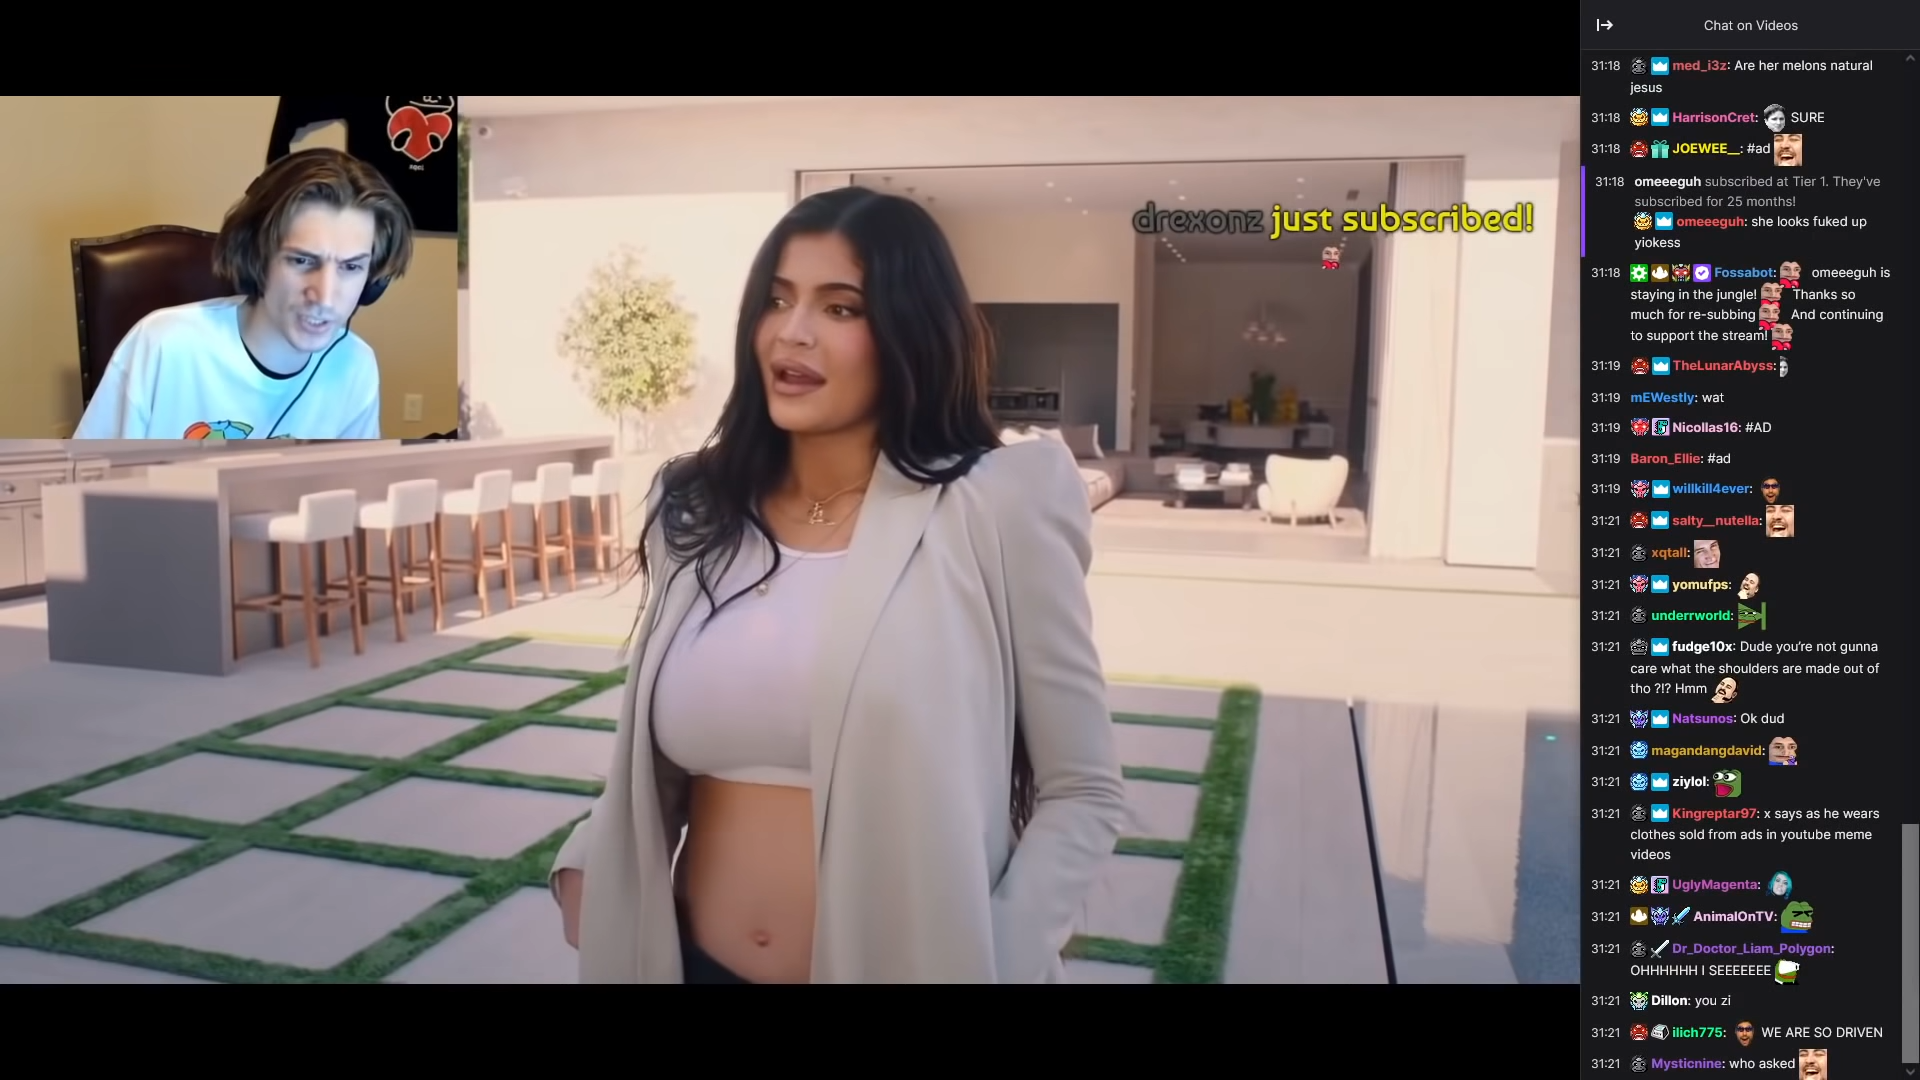 drexonz just subscribed!
Chat on Videos
31:18 med_i3z: Are her melons natural
jesus
31:18 HarrisonCret: SURE
31:18 JOEWEE__: #ad
31:18 omeeeguh subscribed at Tier 1. They've
subscribed for 25 months!
omeeeguh: she looks fuked up
yiokess
31:18 Fossabot: omeeeguh is
staying in the jungle! Thanks so
much for re-subbing And continuing
to support the stream!
31:19 TheLunarAbyss:
31:19 mEWestly: wat
31:19 Nicollas16: #AD
31:19 Baron_Ellie: #ad
31:19 willkill4ever:
31:21 salty__nutella:
31:21 xqtall:
31:21 yomufps:
31:21 underrworld:
31:21 fudge10x: Dude you’re not gunna
care what the shoulders are made out of
tho ?!? Hmm
31:21 Natsunos: Ok dud
31:21 magandangdavid:
31:21 ziylol:
31:21 Kingreptar97: x says as he wears
clothes sold from ads in youtube meme
videos
31:21 UglyMagenta:
31:21 AnimalOnTV:
31:21 Dr_Doctor_Liam_Polygon:
OHHHHHH I SEEEEEEE
31:21 Dillon: you zi
31:21 ilich775: WE ARE SO DRIVEN
31:21 Mysticnine: who asked